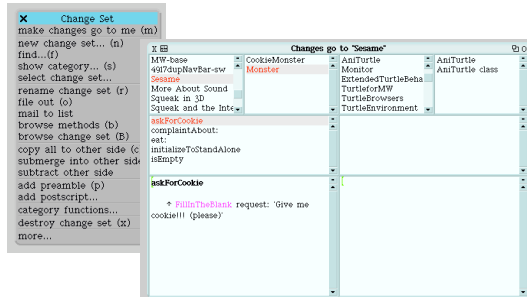 Change Set
make changes go to me (m)
new change set... (n)
find...(f)
show category... (s)
select change set...
rename change set (r)
file out (o)
mail to list
browse methods (b)
browse change set (B)
copy all to other side (c
submerge into other side
subtract other side
add preamble (p)
add postscript...
category functions...
destroy change set (x)
more...
Changes go to "Sesame"
MW-base
4917dupNavBar-sw
Sesame
More About Sound
Squeak in 3D
Squeak and the Inte
CookieMonster
Monster
AniTurtle
Monitor
ExtendedTurtleBeha
TurtleforMW
TurtleBrowsers
TurtleEnvironment
AniTurtle
AniTurtle class
askForCookie
complaintAbout:
eat:
initializeToStandAlone
isEmpty
askForCookie
↑ FillInTheBlank request: 'Give me
cookie!!! (please)'